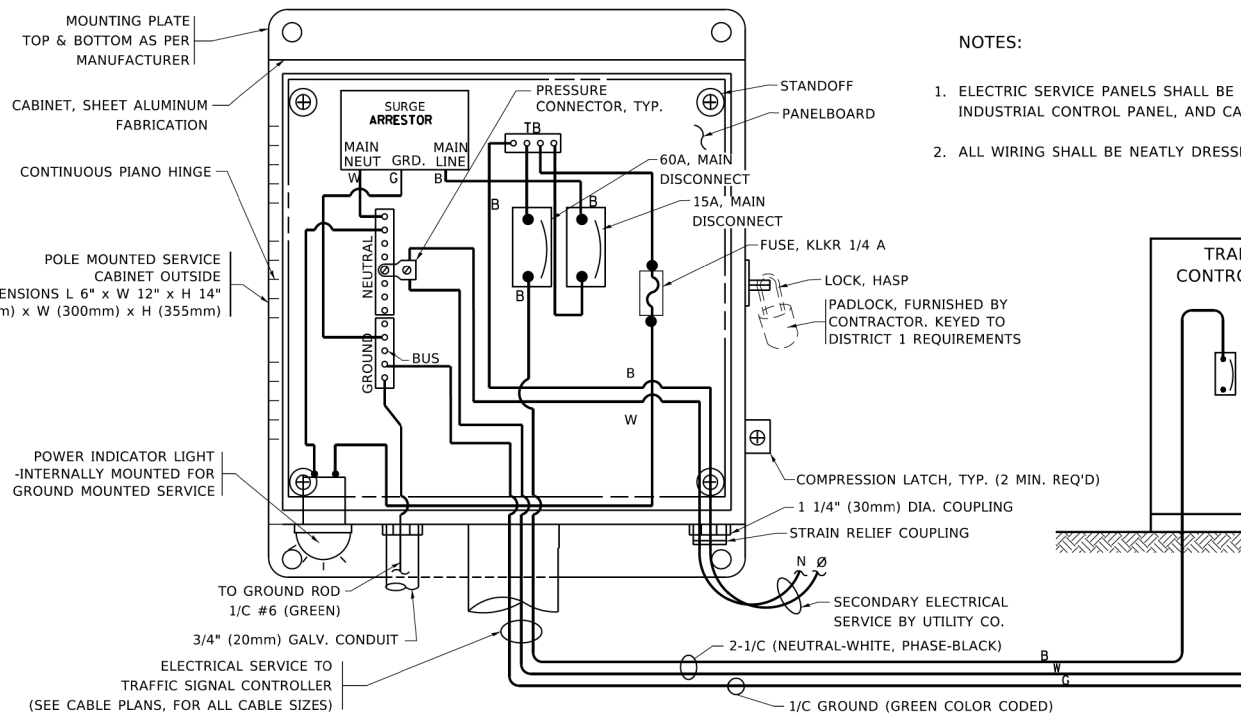 MOUNTING PLATE
TOP & BOTTOM AS PER
MANUFACTURER
CABINET, SHEET ALUMINUM
FABRICATION
CONTINUOUS PIANO HINGE
POLE MOUNTED SERVICE
CABINET OUTSIDE
L 6" x W 12" x H 14"
x W (300mm) x H (355mm)
POWER INDICATOR LIGHT
-INTERNALLY MOUNTED FOR
GROUND MOUNTED SERVICE
TO GROUND ROD
1/C #6 (GREEN)
3/4" (20mm) GALV. CONDUIT
ELECTRICAL SERVICE TO
TRAFFIC SIGNAL CONTROLLER
(SEE CABLE PLANS, FOR ALL CABLE SIZES)
SURGE
ARRESTOR
MAIN
NEUT
GRD.
MAIN
LINE
W
G
B
PRESSURE
CONNECTOR, TYP.
TB
NEUTRAL
GROUND
BUS
B
B
B
B
W
60A, MAIN
DISCONNECT
15A, MAIN
DISCONNECT
STANDOFF
PANELBOARD
FUSE, KLKR 1/4 A
LOCK, HASP
PADLOCK, FURNISHED BY
CONTRACTOR. KEYED TO
DISTRICT 1 REQUIREMENTS
COMPRESSION LATCH, TYP. (2 MIN. REQ'D)
1 1/4" (30mm) DIA. COUPLING
STRAIN RELIEF COUPLING
N Ø
SECONDARY ELECTRICAL
SERVICE BY UTILITY CO.
2-1/C (NEUTRAL-WHITE, PHASE-BLACK)
B
W
G
1/C GROUND (GREEN COLOR CODED)
NOTES:
1. ELECTRIC SERVICE PANELS SHALL BE
INDUSTRIAL CONTROL PANEL, AND
2. ALL WIRING SHALL BE NEATLY